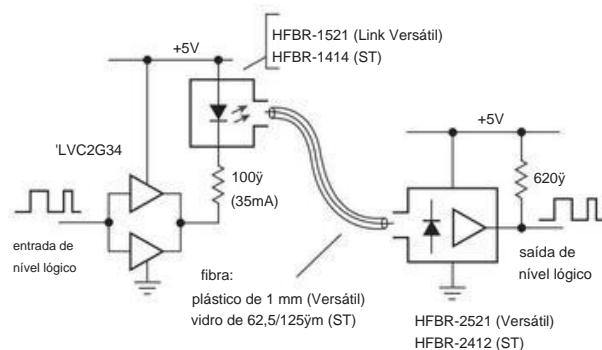 HFBR-1521 (Link Versátil)
HFBR-1414 (ST)
+5V
'LVC2G34
100ÿ
(35mA)
entrada de
nível lógico
fibra:
plástico de 1 mm (Versátil)
vidro de 62,5/125ÿm (ST)
+5V
620ÿ
saída de
nível lógico
HFBR-2521 (Versátil)
HFBR-2412 (ST)